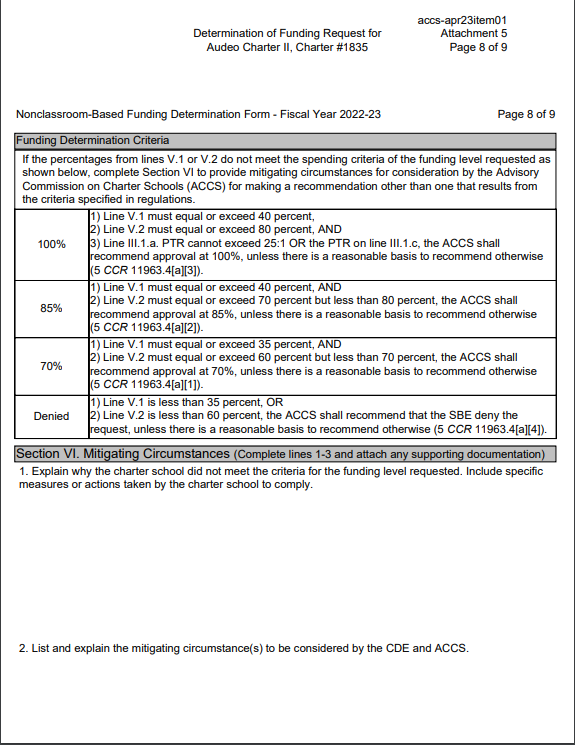 accs-apr23item01
Determination of Funding Request for Attachment 5
Audeo Charter II, Charter #1835 Page 8 of 9
Nonclassroom-Based Funding Determination Form - Fiscal Year 2022-23 Page 8 of 9
Funding Determination Criteria
If the percentages from lines V.1 or V.2 do not meet the spending criteria of the funding level requested as
shown below, complete Section VI to provide mitigating circumstances for consideration by the Advisory
Commission on Charter Schools (ACCS) for making a recommendation other than one that results from
the criteria specified in regulations.
100%
1) Line V.1 must equal or exceed 40 percent,
2) Line V.2 must equal or exceed 80 percent, AND
3) Line III.1.a. PTR cannot exceed 25:1 OR the PTR on line III.1.c, the ACCS shall
recommend approval at 100%, unless there is a reasonable basis to recommend otherwise
(5 CCR 11963.4[a][3]).
85%
1) Line V.1 must equal or exceed 40 percent, AND
2) Line V.2 must equal or exceed 70 percent but less than 80 percent, the ACCS shall
recommend approval at 85%, unless there is a reasonable basis to recommend otherwise
(5 CCR 11963.4[a][2]).
70%
1) Line V.1 must equal or exceed 35 percent, AND
2) Line V.2 must equal or exceed 60 percent but less than 70 percent, the ACCS shall
recommend approval at 70%, unless there is a reasonable basis to recommend otherwise
(5 CCR 11963.4[a][1]).
Denied
1) Line V.1 is less than 35 percent, OR
2) Line V.2 is less than 60 percent, the ACCS shall recommend that the SBE deny the
request, unless there is a reasonable basis to recommend otherwise (5 CCR 11963.4[a][4]).
Section VI. Mitigating Circumstances (Complete lines 1-3 and attach any supporting documentation)
1. Explain why the charter school did not meet the criteria for the funding level requested. Include specific
measures or actions taken by the charter school to comply.
2. List and explain the mitigating circumstance(s) to be considered by the CDE and ACCS.